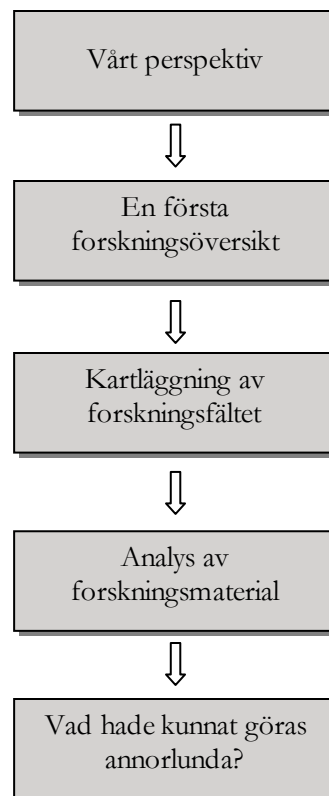 Vårt perspektiv
En första
forskningsöversikt
Kartläggning av
forskningsfältet
Analys av
forskningsmaterial
Vad hade kunnat göras
annorlunda?